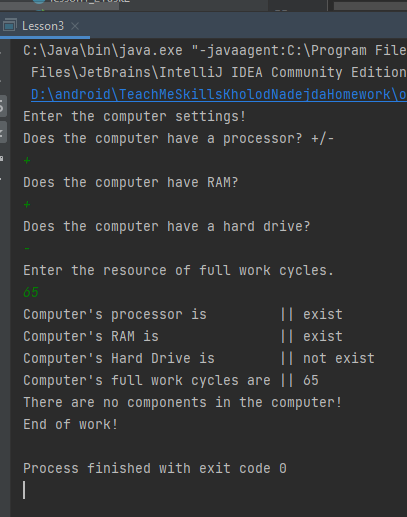 Lesson3
C:\Java\bin\java.exe "-javaagent:C:\Program File
Files\JetBrains\IntelliJ IDEA Community Edition
D:\android\TeachMeSkillsKholodNadejdaHomework\o
Enter the computer settings!
Does the computer have a processor? +/-
+
Does the computer have RAM?
+
Does the computer have a hard drive?
-
Enter the resource of full work cycles.
65
Computer's processor is         || exist
Computer's RAM is               || exist
Computer's Hard Drive is        || not exist
Computer's full work cycles are || 65
There are no components in the computer!
End of work!
Process finished with exit code 0